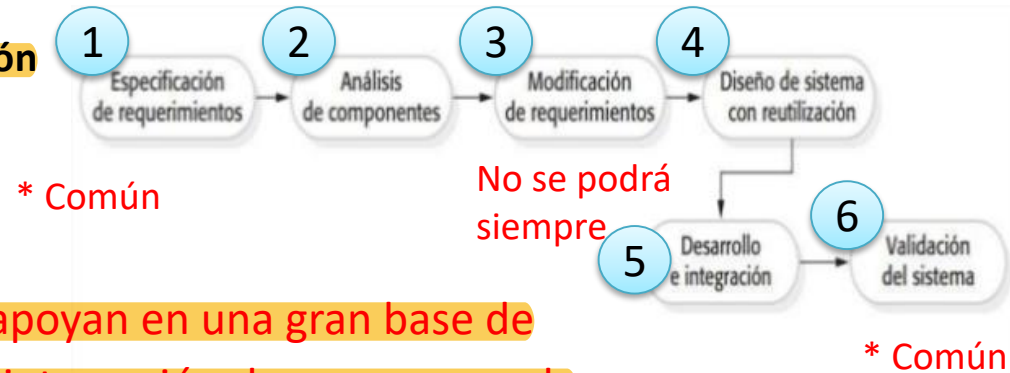 ón
1
2
3
4
Especificación
de requerimientos
Análisis
de componentes
Modificación
de requerimientos
Diseño de sistema
con reutilización
* Común
No se podrá
siempre
5
Desarrollo
e integración
6
Validación
del sistema
apoyan en una gran base de
* Común